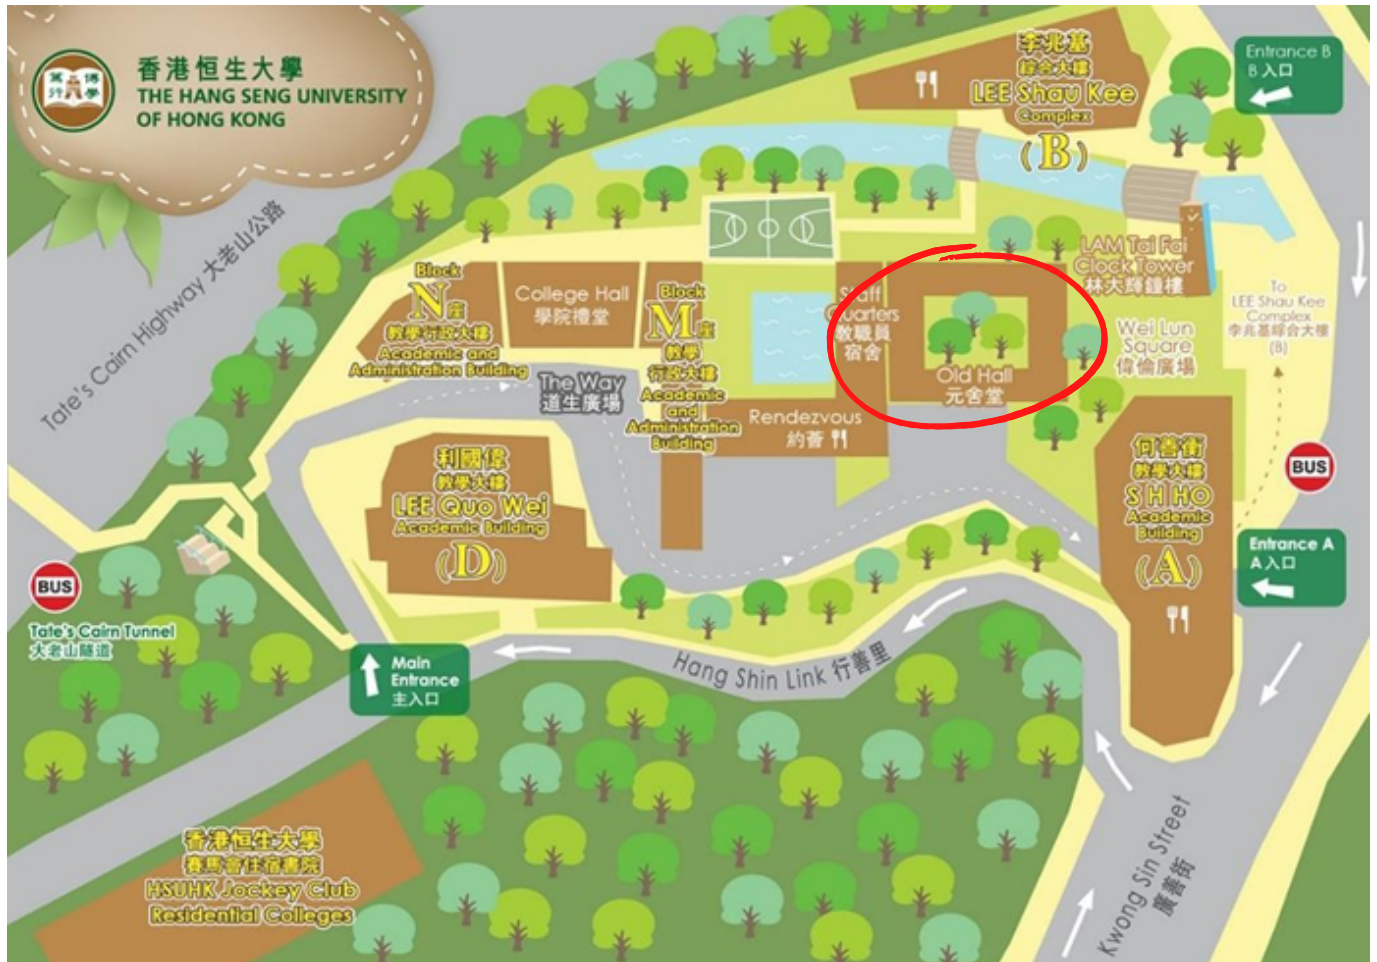 香港恒生大學
THE HANG SENG UNIVERSITY
OF HONG KONG
博學
篤行
李兆基
綜合大樓
LEE Shau Kee
Complex
(B)
Entrance B
B 入口
Tate's Cairn Highway 大老山公路
Block
N座
教學行政大樓
Academic and
Administration Building
College Hall
學院禮堂
Block
M座
教學
行政大樓
Academic
and
Administration
Building
Staff
Quarters
教職員
宿舍
Old Hall
元舍堂
LAM Tai Fai
Clock Tower
林大輝鐘樓
Wei Lun
Square
偉倫廣場
To
LEE Shau Kee
Complex
李兆基綜合大樓
(B)
The Way
道生廣場
Rendezvous
約薈
利國偉
教學大樓
LEE Quo Wei
Academic Building
(D)
何善衡
教學大樓
S H HO
Academic
Building
(A)
BUS
Entrance A
A 入口
BUS
Tate's Cairn Tunnel
大老山隧道
Main
Entrance
主入口
Hang Shin Link 行善里
Kwong Sin Street
廣善街
香港恒生大學
賽馬會住宿書院
HSUHK Jockey Club
Residential Colleges